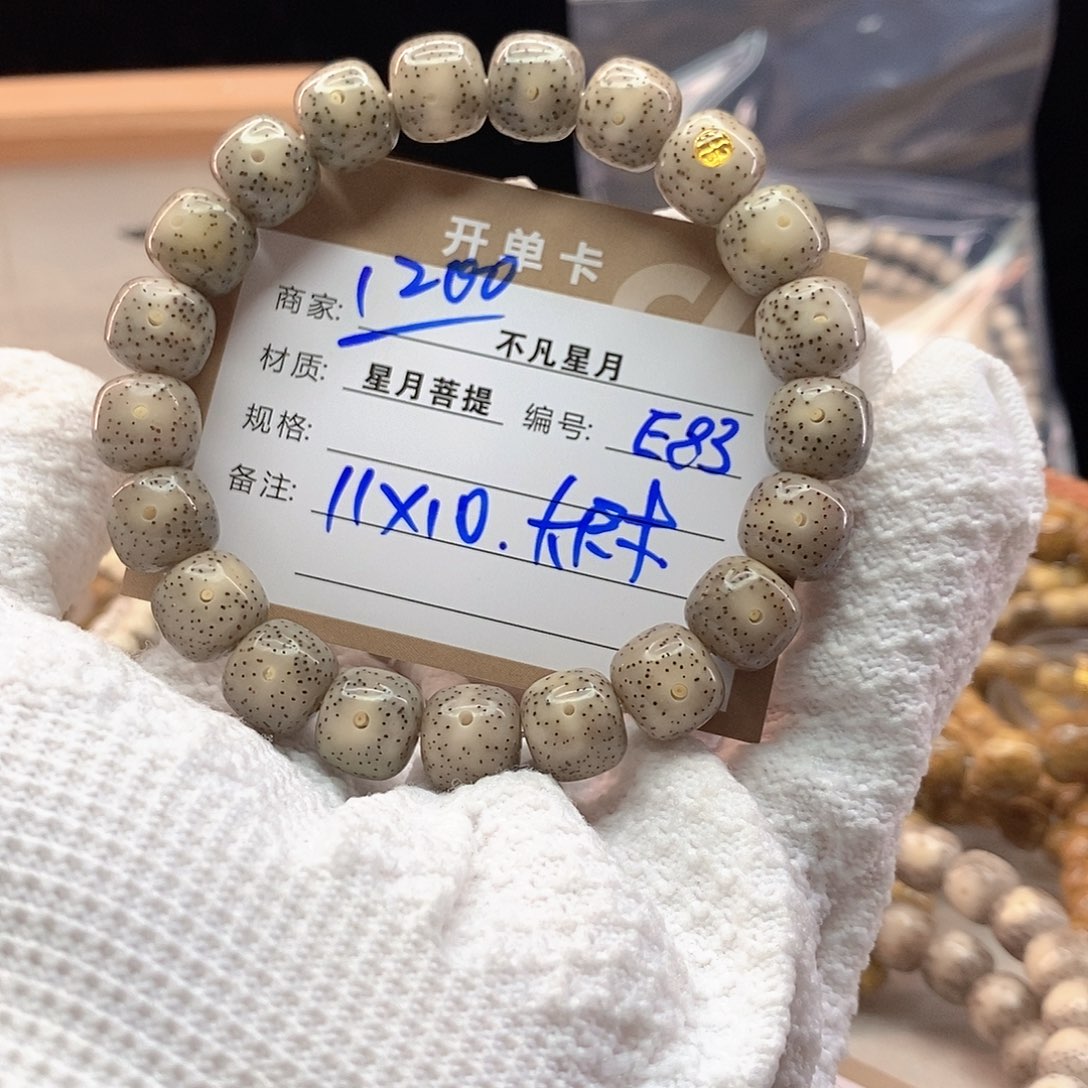 开单卡
商家: 1200 不凡星月
材质: 星月菩提 编号: E83
规格:
备注: 11X10.